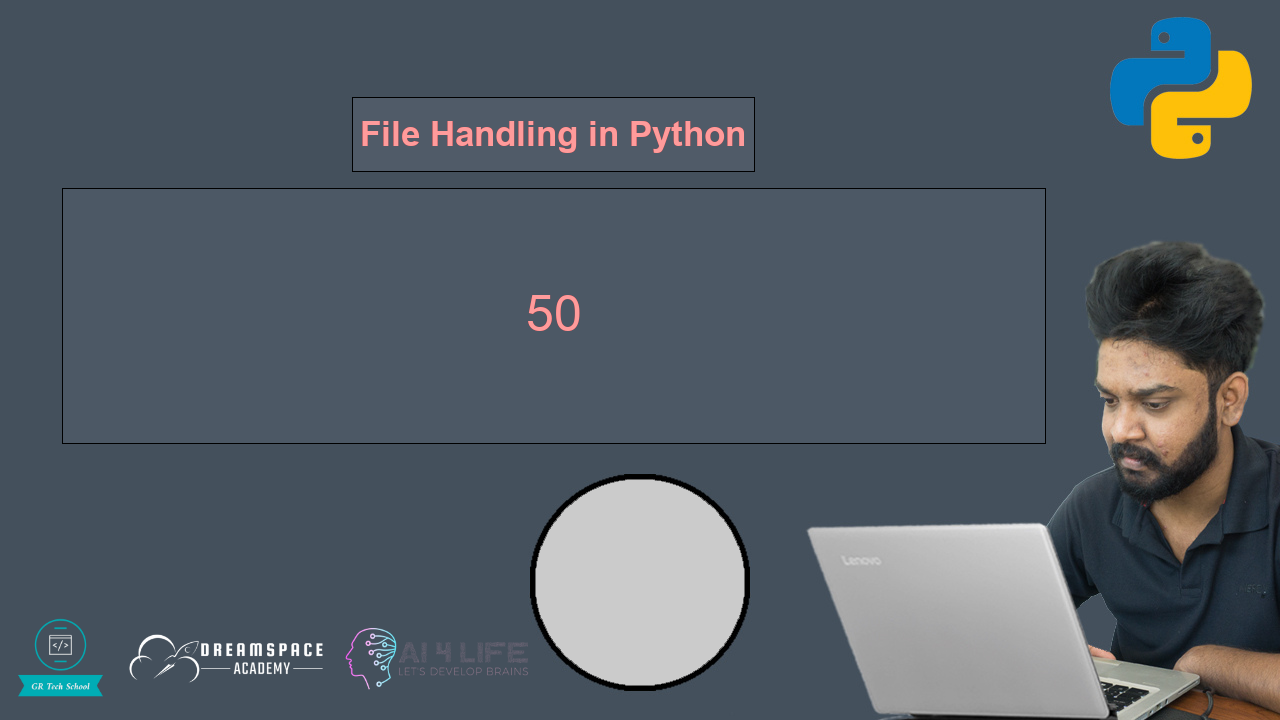 File Handling in Python
50
Lenovo
</>
GR Tech School
DREAMSPACE
ACADEMY
AI 4 LIFE
LET'S DEVELOP BRAINS